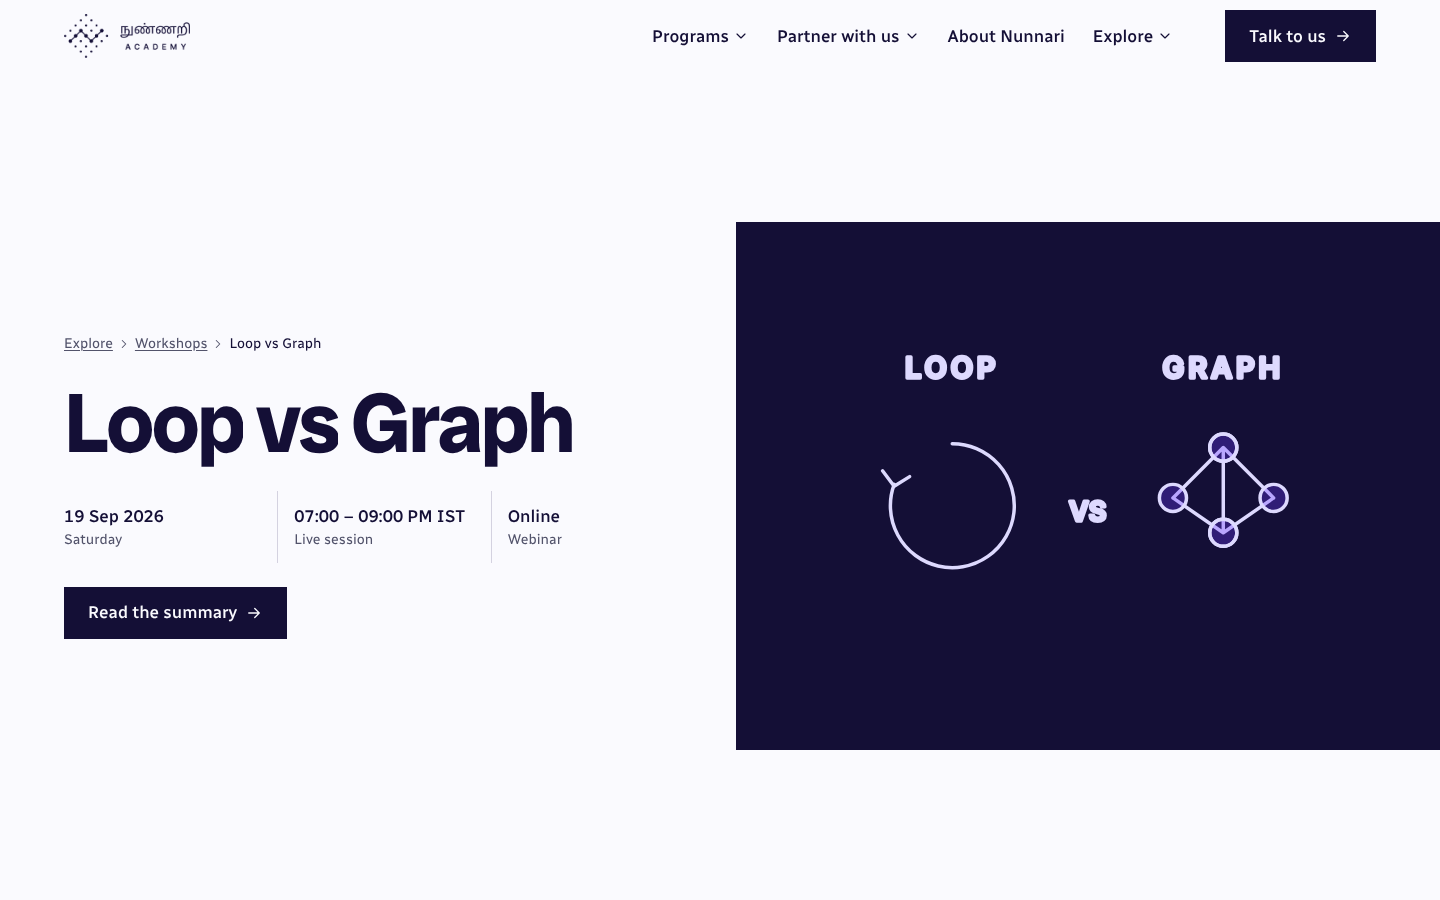 நுண்ணறி
ACADEMY
Programs
Partner with us
About Nunnari
Explore
Talk to us
Explore > Workshops > Loop vs Graph
Loop vs Graph
19 Sep 2026
Saturday
07:00 – 09:00 PM IST
Live session
Online
Webinar
Read the summary
LOOP
GRAPH
VS